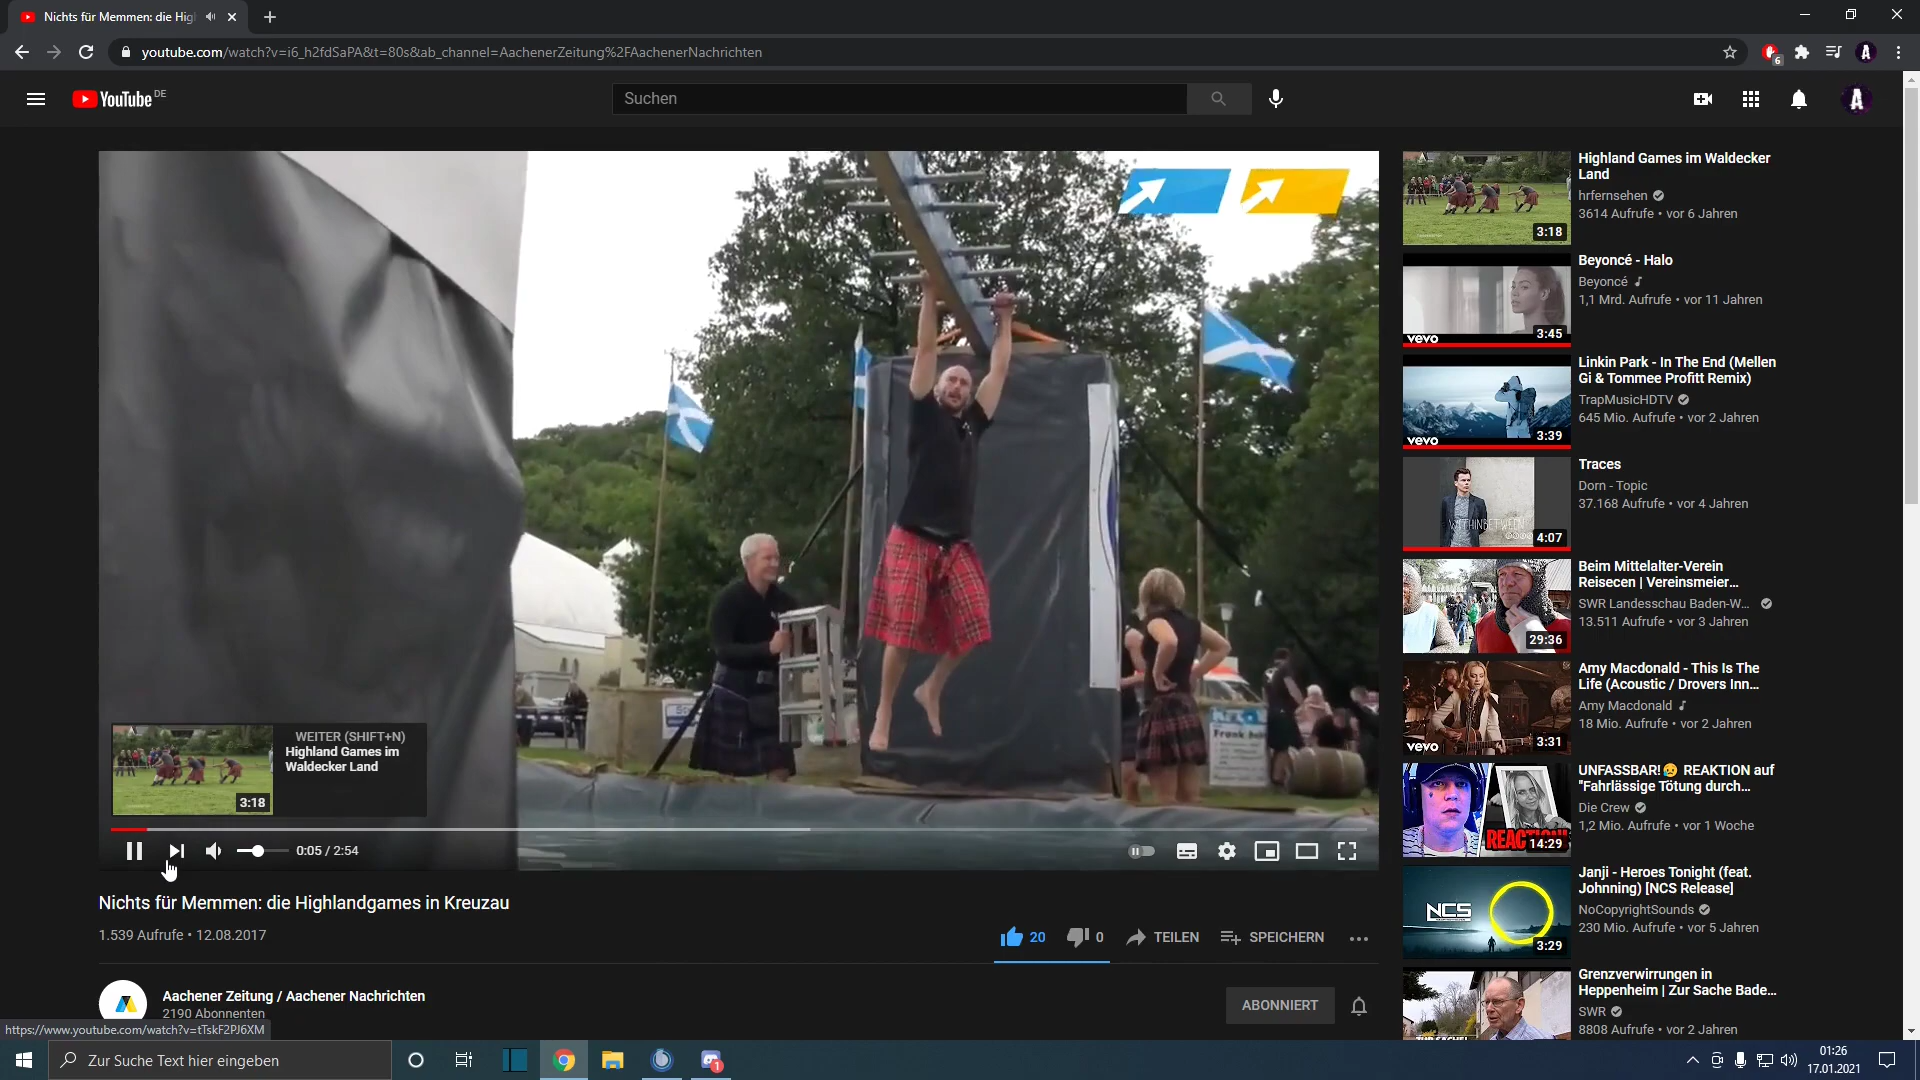 Nichts für Memmen: die Hig
youtube.com/watch?v=i6_h2fdSaPA&t=80s&ab_channel=AachenerZeitung%2FAachenerNachrichten
6
A
YouTube DE
Suchen
A
WEITER (SHIFT+N)
Highland Games im
Waldecker Land
3:18
0:05 / 2:54
Nichts für Memmen: die Highlandgames in Kreuzau
1.539 Aufrufe • 12.08.2017
20
0
TEILEN
SPEICHERN
Aachener Zeitung / Aachener Nachrichten
2190 Abonnenten
ABONNIERT
Highland Games im Waldecker
Land
hrfernsehen
3614 Aufrufe • vor 6 Jahren
3:18
Beyoncé - Halo
Beyoncé
1,1 Mrd. Aufrufe • vor 11 Jahren
vevo
3:45
Linkin Park - In The End (Mellen
Gi & Tommee Profitt Remix)
TrapMusicHDTV
645 Mio. Aufrufe • vor 2 Jahren
vevo
3:39
Traces
Dorn - Topic
37.168 Aufrufe • vor 4 Jahren
WITHINBETWEEN
4:07
Beim Mittelalter-Verein
Reisecen | Vereinsmeier...
SWR Landesschau Baden-W...
13.511 Aufrufe • vor 3 Jahren
29:36
Amy Macdonald - This Is The
Life (Acoustic / Drovers Inn...
Amy Macdonald
18 Mio. Aufrufe • vor 2 Jahren
vevo
3:31
UNFASSBAR!😥 REAKTION auf
"Fahrlässige Tötung durch...
Die Crew
1,2 Mio. Aufrufe • vor 1 Woche
REACTION!
14:29
Janji - Heroes Tonight (feat.
Johnning) [NCS Release]
NoCopyrightSounds
230 Mio. Aufrufe • vor 5 Jahren
NCS
3:29
Grenzverwirrungen in
Heppenheim | Zur Sache Bade...
SWR
8808 Aufrufe • vor 2 Jahren
https://www.youtube.com/watch?v=tTskF2PJ6XM
Zur Suche Text hier eingeben
1
01:26
17.01.2021